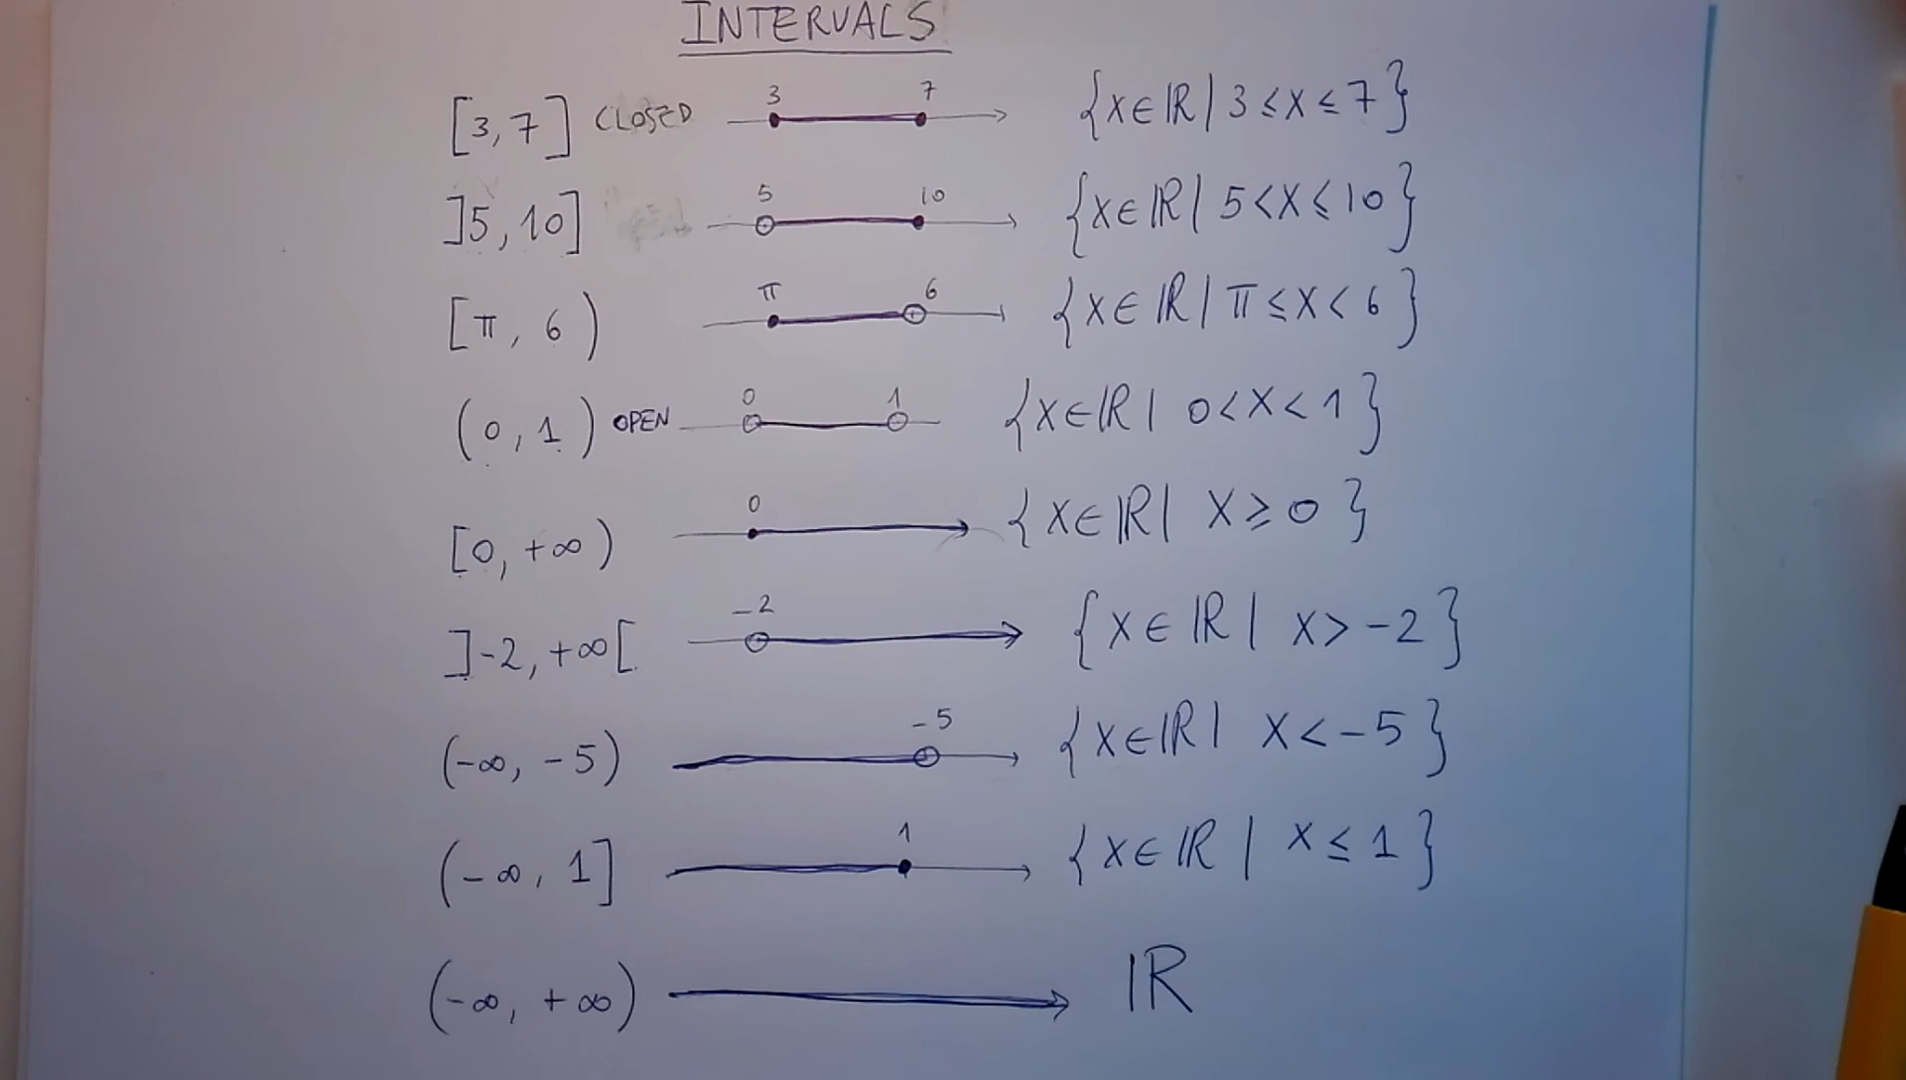 INTERVALS
[3, 7] CLOSED 3 7 {x∈ℝ | 3 ≤ x ≤ 7}
]5, 10] 5 10 {x∈ℝ | 5 < x ≤ 10}
[π, 6) π 6 {x∈ℝ | π ≤ x < 6}
(0, 1) OPEN 0 1 {x∈ℝ | 0 < x < 1}
[0, +∞) 0 {x∈ℝ | x ≥ 0}
]-2, +∞[ -2 {x∈ℝ | x > -2}
(-∞, -5) -5 {x∈ℝ | x < -5}
(-∞, 1] 1 {x∈ℝ | x ≤ 1}
(-∞, +∞) ℝ